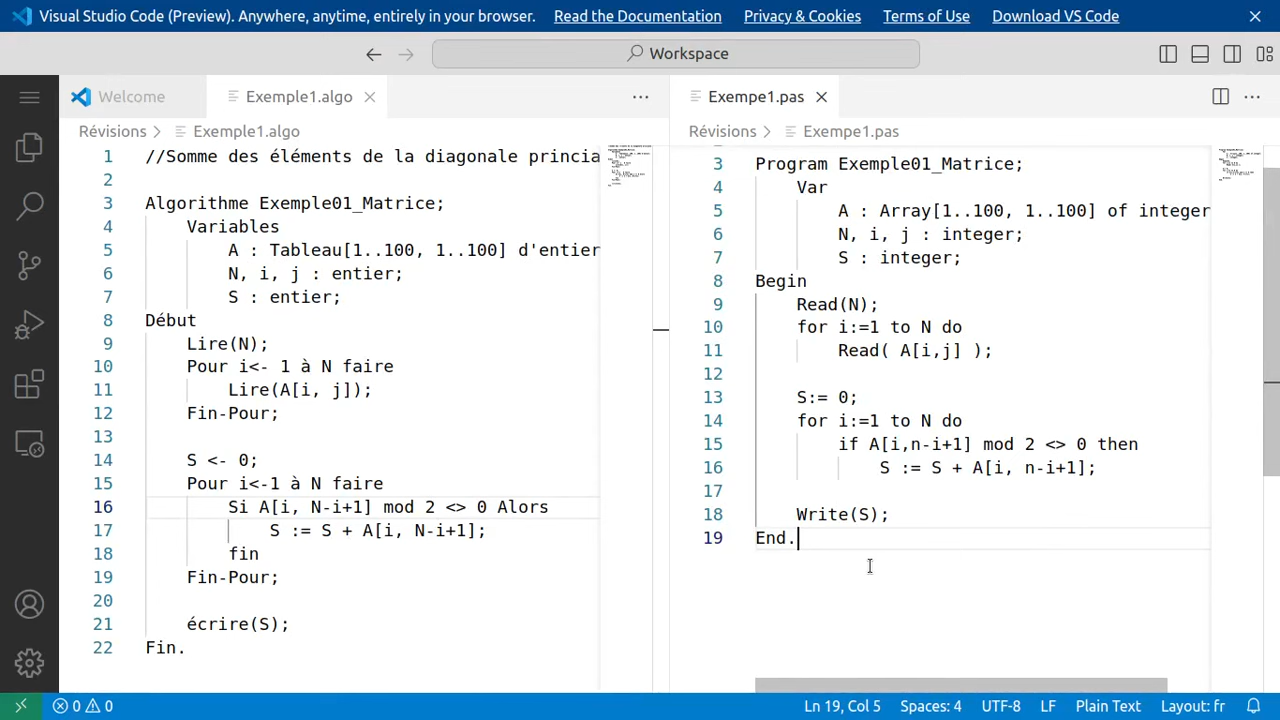 Visual Studio Code (Preview). Anywhere, anytime, entirely in your browser. Read the Documentation Privacy & Cookies Terms of Use Download VS Code
Workspace
Welcome Exemple1.algo
Révisions > Exemple1.algo
1 //Somme des éléments de la diagonale princia
2
3 Algorithme Exemple01_Matrice;
4 Variables
5 A : Tableau[1..100, 1..100] d'entier
6 N, i, j : entier;
7 S : entier;
8 Début
9 Lire(N);
10 Pour i<- 1 à N faire
11 Lire(A[i, j]);
12 Fin-Pour;
13
14 S <- 0;
15 Pour i<-1 à N faire
16 Si A[i, N-i+1] mod 2 <> 0 Alors
17 S := S + A[i, N-i+1];
18 fin
19 Fin-Pour;
20
21 écrire(S);
22 Fin.
Exempe1.pas
Révisions > Exempe1.pas
3 Program Exemple01_Matrice;
4 Var
5 A : Array[1..100, 1..100] of integer
6 N, i, j : integer;
7 S : integer;
8 Begin
9 Read(N);
10 for i:=1 to N do
11 Read( A[i,j] );
12
13 S:= 0;
14 for i:=1 to N do
15 if A[i,n-i+1] mod 2 <> 0 then
16 S := S + A[i, n-i+1];
17
18 Write(S);
19 End.
0 0 Ln 19, Col 5 Spaces: 4 UTF-8 LF Plain Text Layout: fr